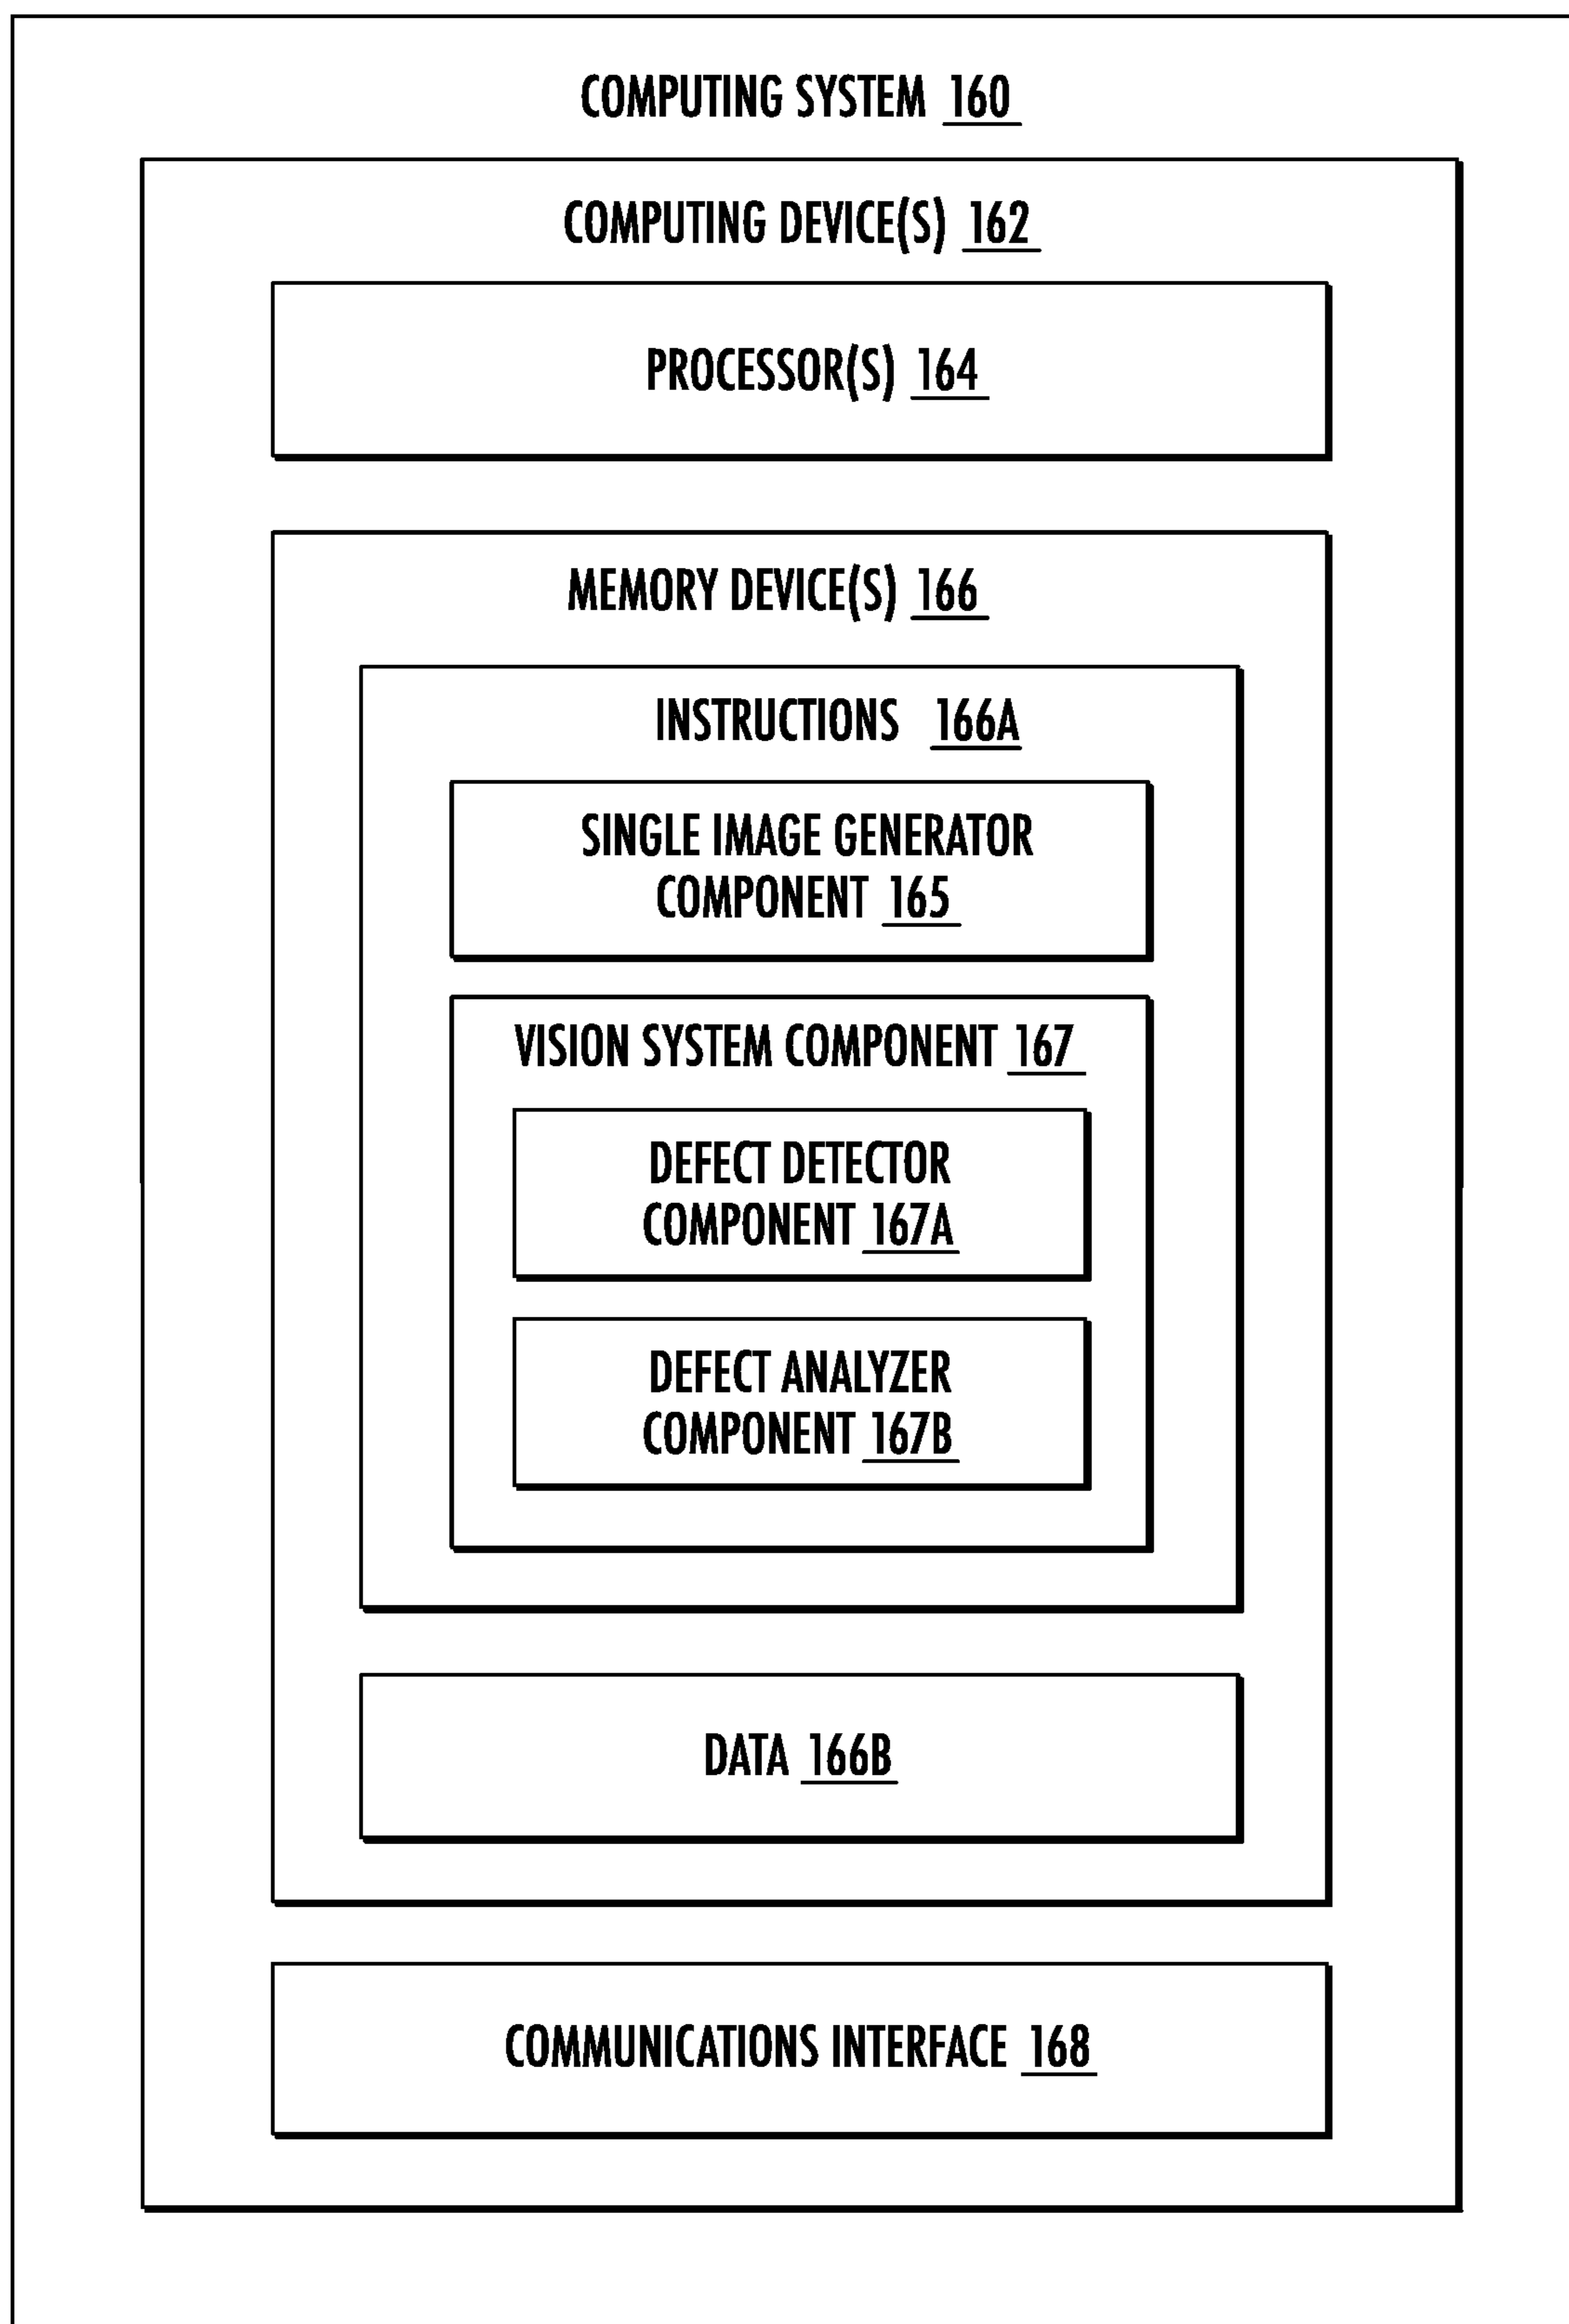 COMPUTING SYSTEM 160
COMPUTING DEVICE(S) 162
PROCESSOR(S) 164
MEMORY DEVICE(S) 166
INSTRUCTIONS 166A
SINGLE IMAGE GENERATOR
COMPONENT 165
VISION SYSTEM COMPONENT 167
DEFECT DETECTOR
COMPONENT 167A
DEFECT ANALYZER
COMPONENT 167B
DATA 166B
COMMUNICATIONS INTERFACE 168